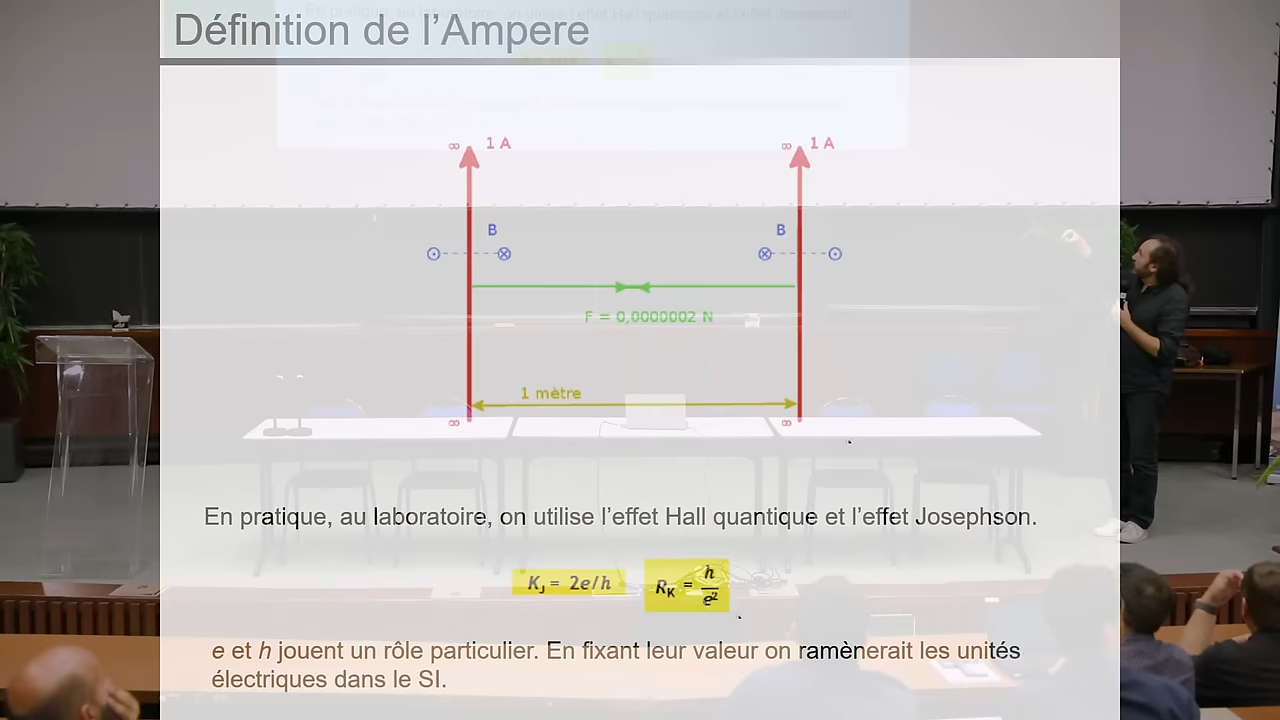 Définition de l’Ampere
∞ 1 A ∞ 1 A
B B
F = 0,0000002 N
1 mètre
∞ ∞
En pratique, au laboratoire, on utilise l’effet Hall quantique et l’effet Josephson.
K_J = 2e/h R_K = h/e²
e et h jouent un rôle particulier. En fixant leur valeur on ramènerait les unités
électriques dans le SI.